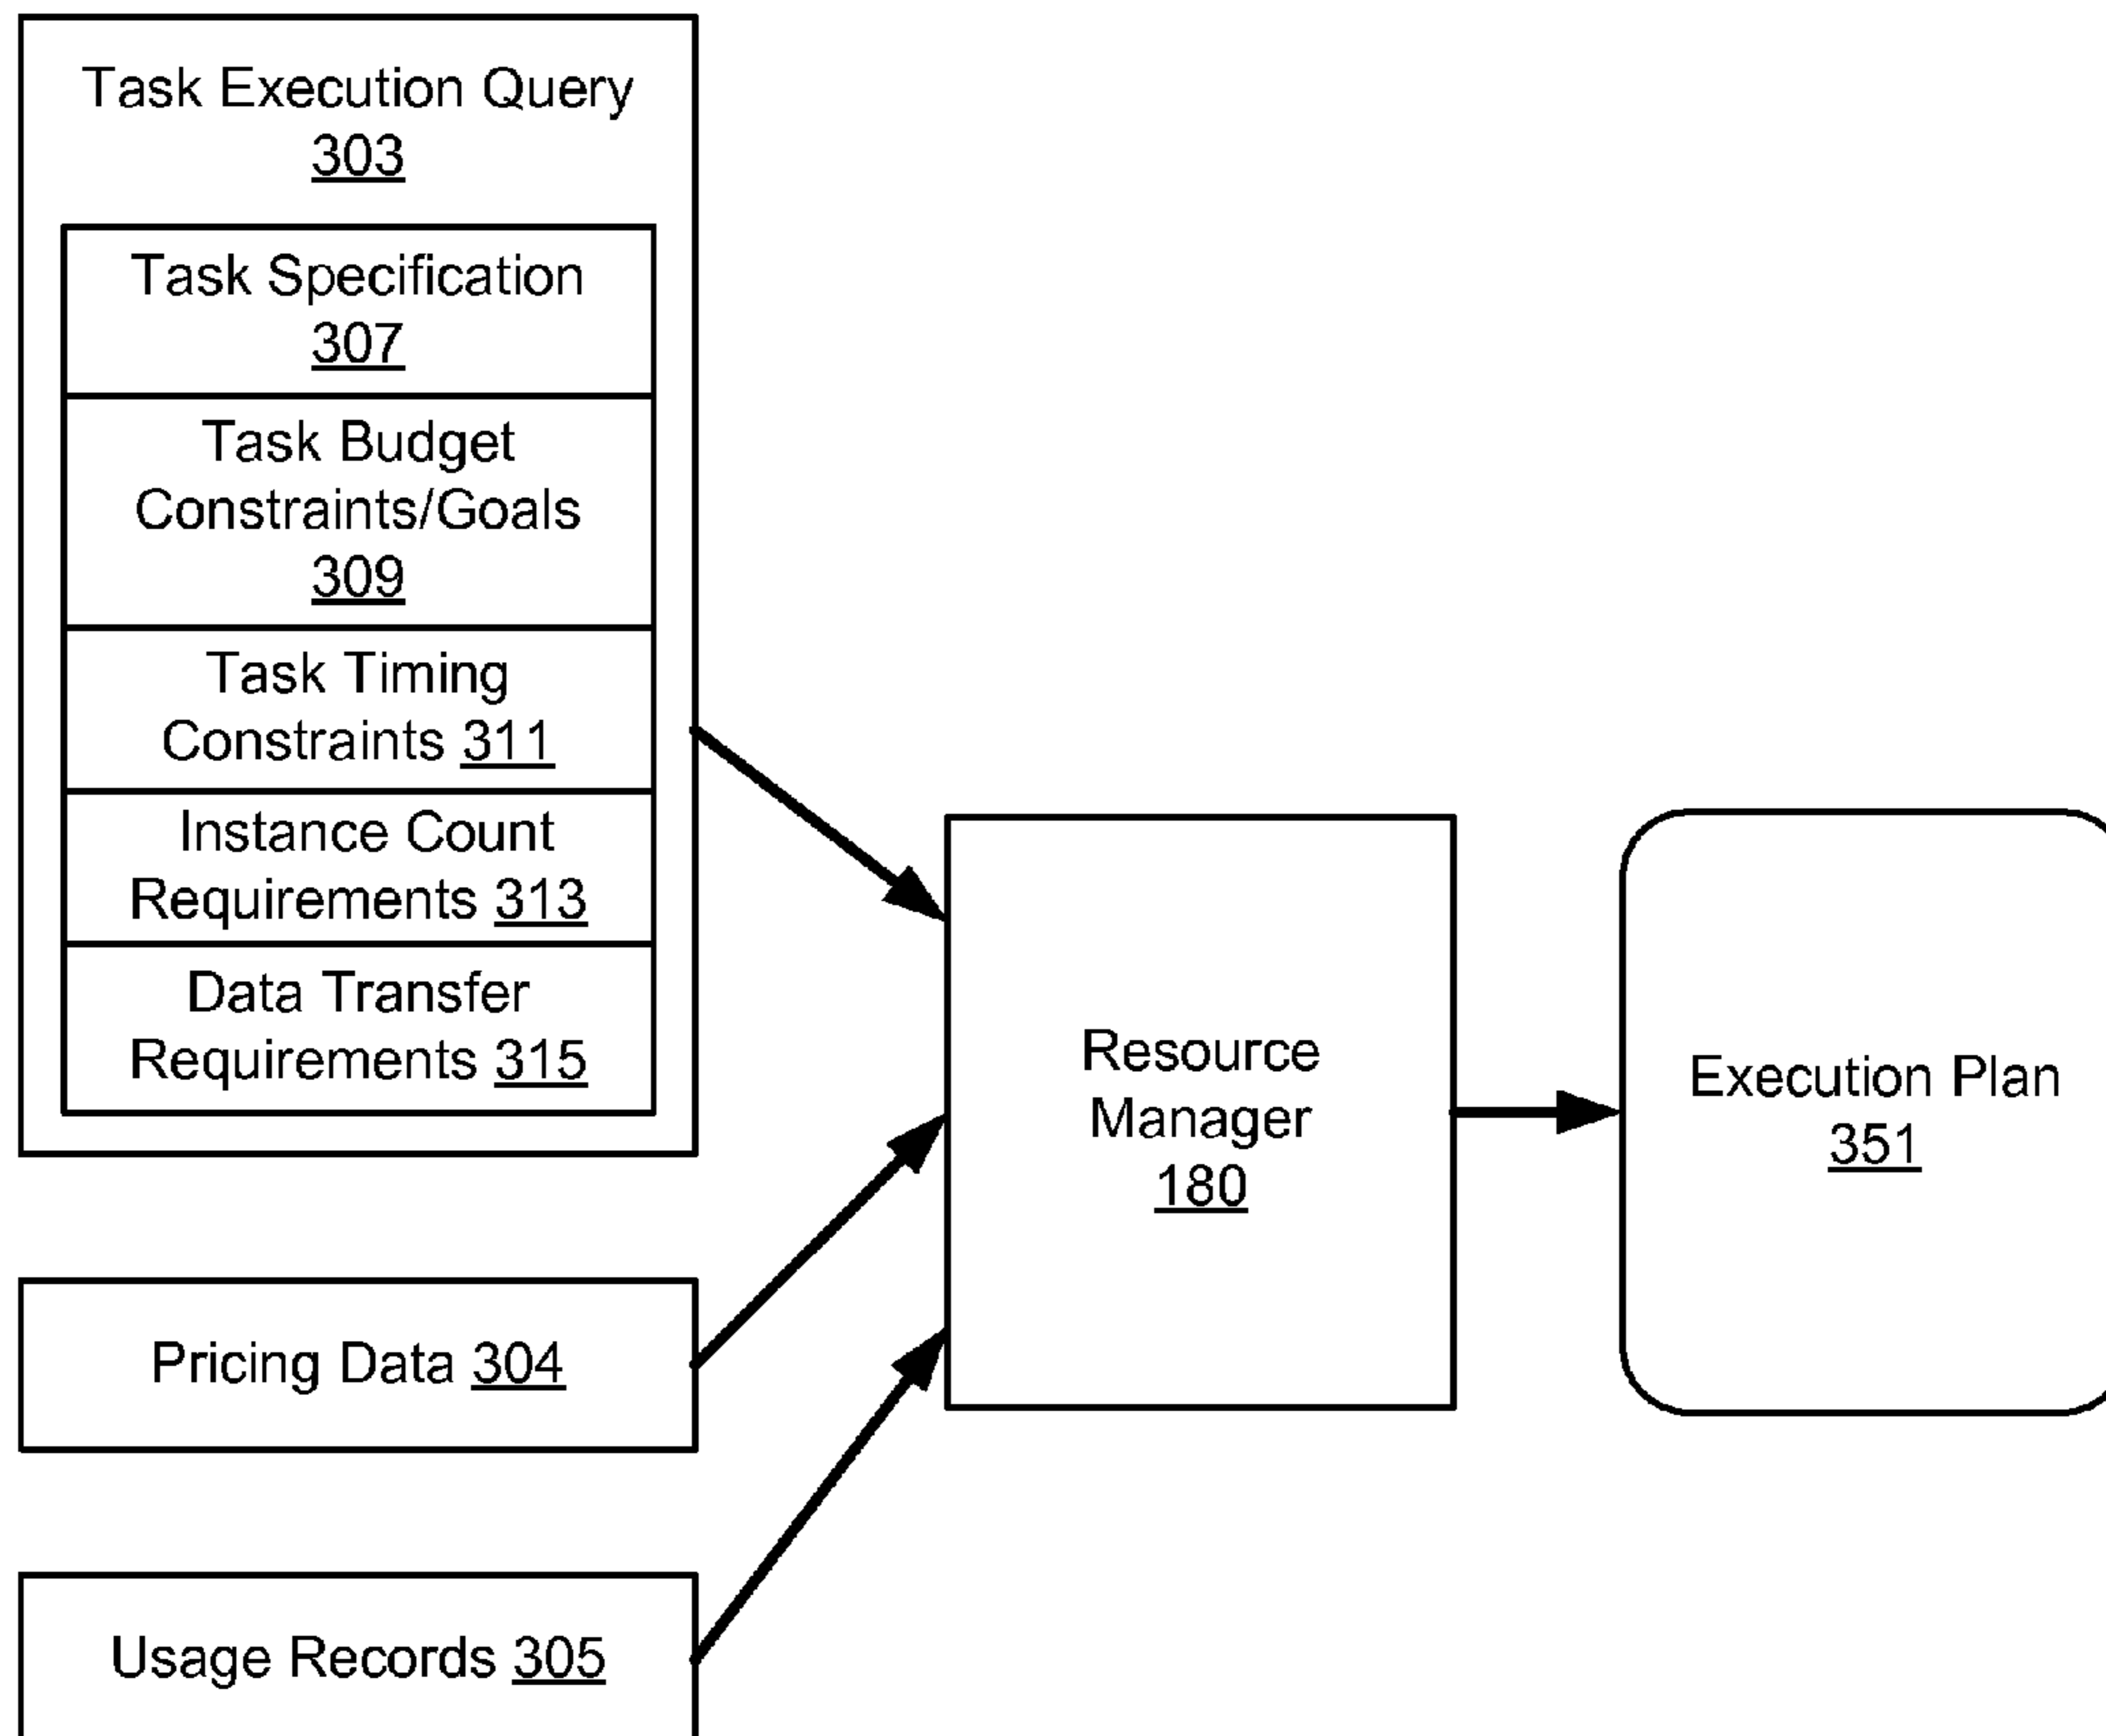 Task Execution Query
303
Task Specification
307
Task Budget
Constraints/Goals
309
Task Timing
Constraints 311
Instance Count
Requirements 313
Data Transfer
Requirements 315
Pricing Data 304
Usage Records 305
Resource
Manager
180
Execution Plan
351